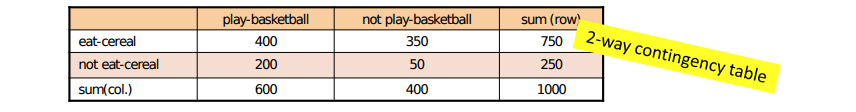 play-basketball not play-basketball sum (row)
eat-cereal 400 350 750
not eat-cereal 200 50 250
sum(col.) 600 400 1000
2-way contingency table